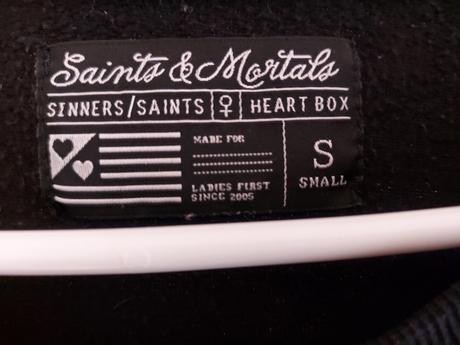 Saints & Mortals
SINNERS/SAINTS ♀ HEART BOX
MADE FOR
LADIES FIRST
SINCE 2005
S
SMALL